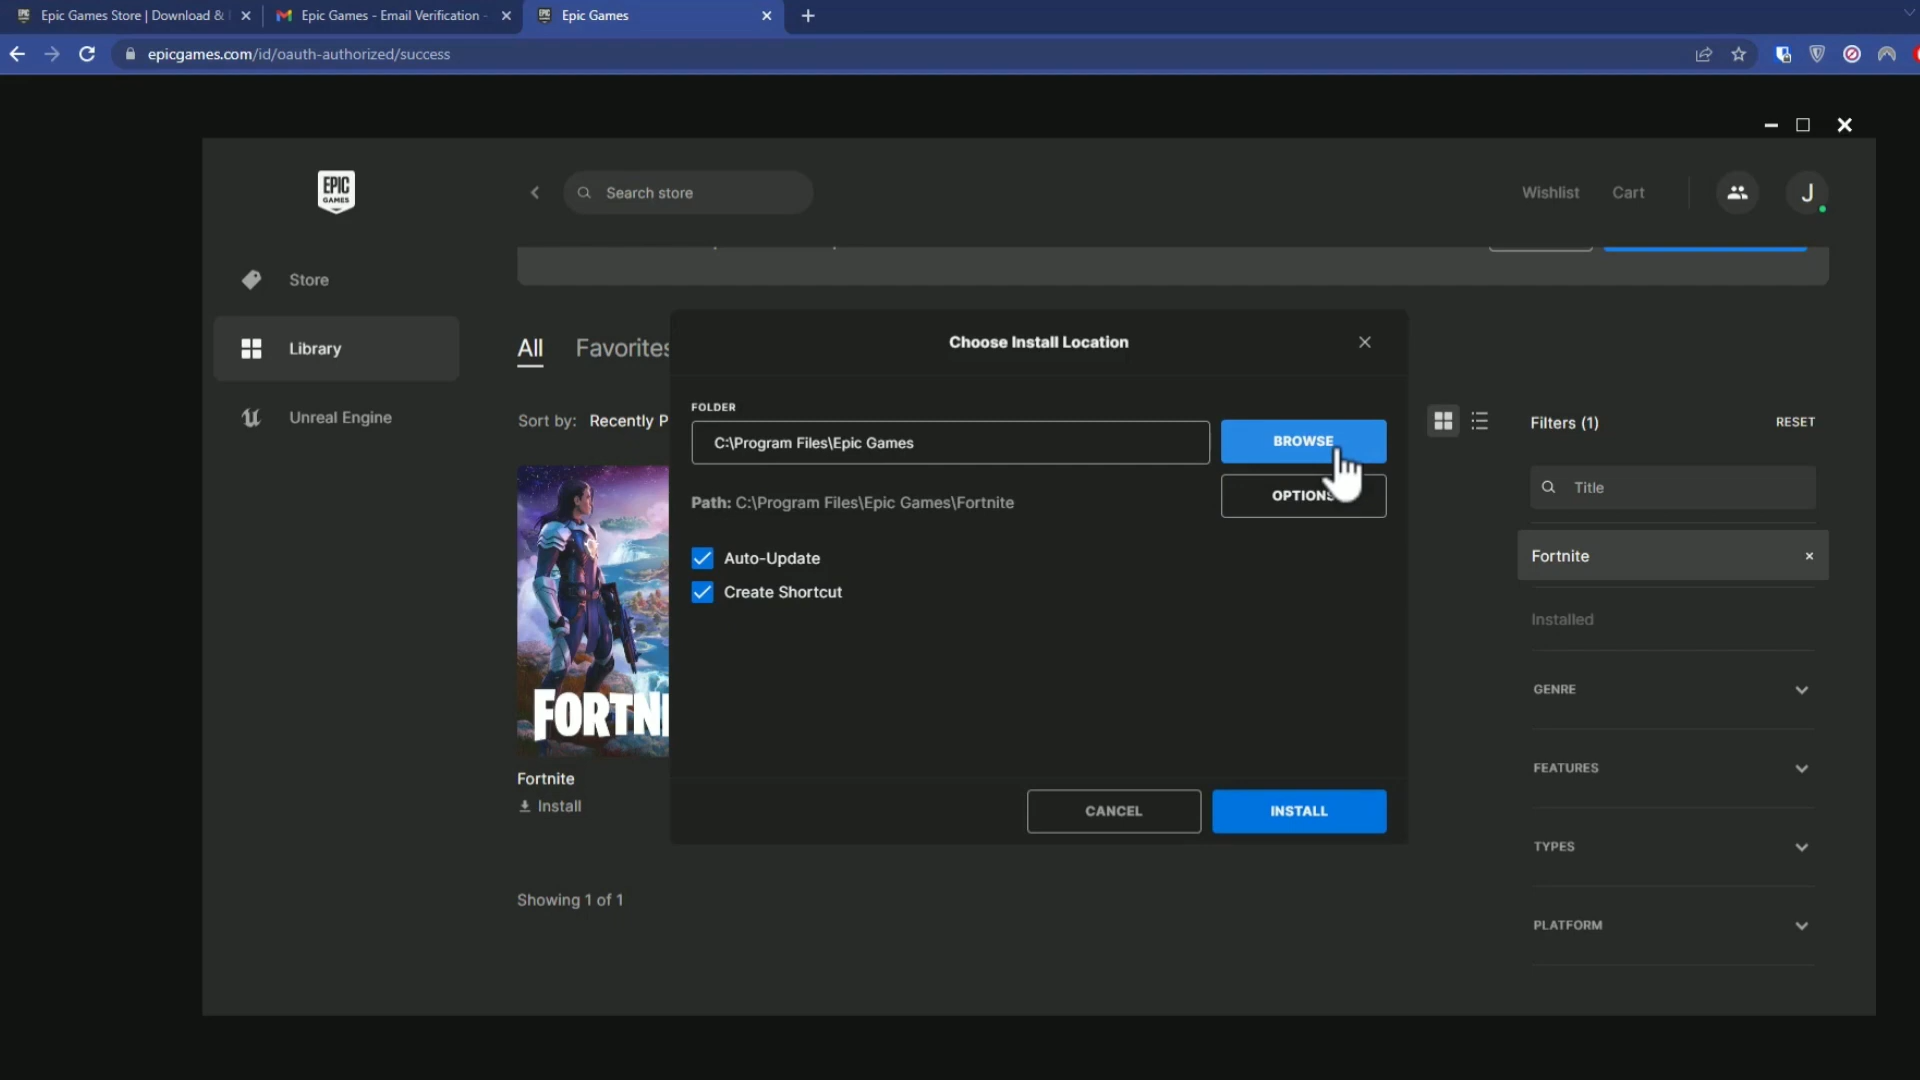 Epic Games Store | Download &
Epic Games - Email Verification -
Epic Games
epicgames.com/id/oauth-authorized/success
EPIC
GAMES
Search store
Wishlist
Cart
J
Store
Library
Unreal Engine
All
Favorites
Sort by: Recently P
Choose Install Location
FOLDER
C:\Program Files\Epic Games
BROWSE
Path: C:\Program Files\Epic Games\Fortnite
OPTIONS
Auto-Update
Create Shortcut
CANCEL
INSTALL
FORTNI
Fortnite
Install
Showing 1 of 1
Filters (1)
RESET
Title
Fortnite
Installed
GENRE
FEATURES
TYPES
PLATFORM